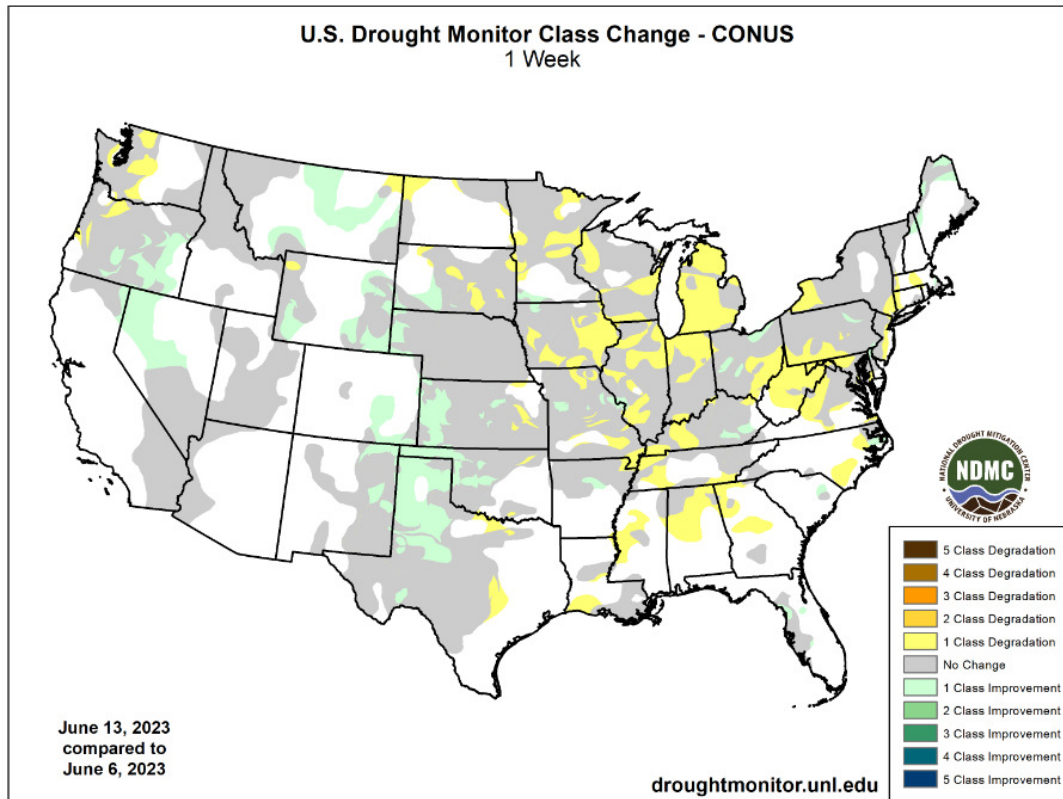 U.S. Drought Monitor Class Change - CONUS
1 Week
NATIONAL DROUGHT MITIGATION CENTER
NDMC
UNIVERSITY OF NEBRASKA
5 Class Degradation
4 Class Degradation
3 Class Degradation
2 Class Degradation
1 Class Degradation
No Change
1 Class Improvement
2 Class Improvement
3 Class Improvement
4 Class Improvement
5 Class Improvement
June 13, 2023
compared to
June 6, 2023
droughtmonitor.unl.edu